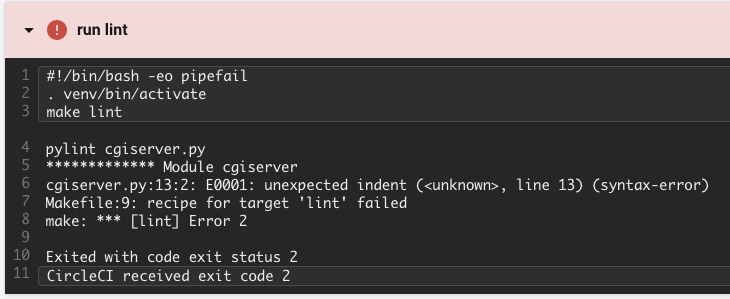 run lint
1 #!/bin/bash -eo pipefail
2 . venv/bin/activate
3 make lint
4 pylint cgiserver.py
5 ************* Module cgiserver
6 cgiserver.py:13:2: E0001: unexpected indent (<unknown>, line 13) (syntax-error)
7 Makefile:9: recipe for target 'lint' failed
8 make: *** [lint] Error 2
9
10 Exited with code exit status 2
11 CircleCI received exit code 2